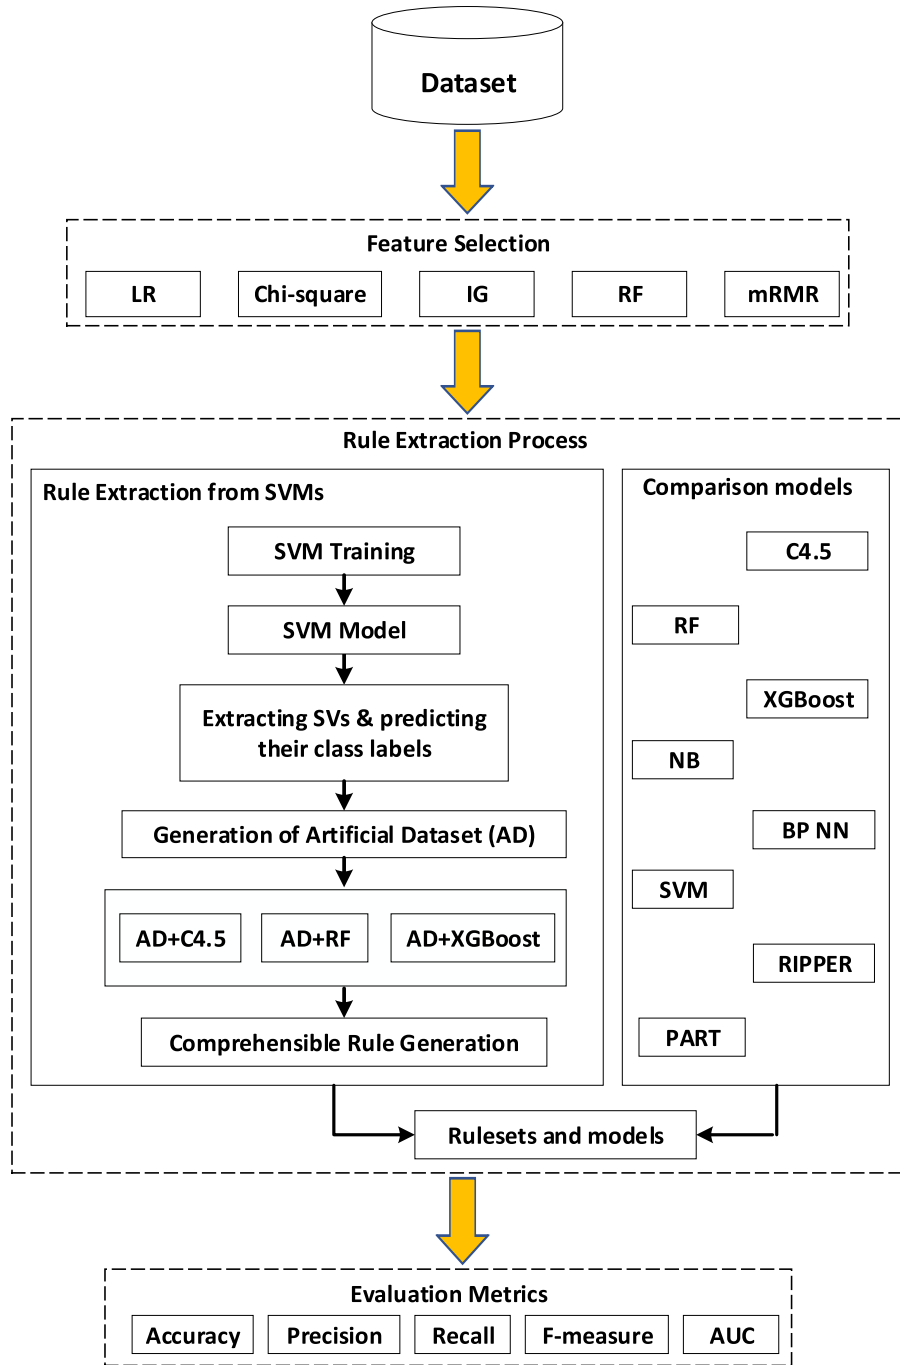 Dataset
Feature Selection
LR
Chi-square
IG
RF
mRMR
Rule Extraction Process
Rule Extraction from SVMs
SVM Training
SVM Model
Extracting SVs & predicting
their class labels
Generation of Artificial Dataset (AD)
AD+C4.5
AD+RF
AD+XGBoost
Comprehensible Rule Generation
Comparison models
C4.5
RF
XGBoost
NB
BP NN
SVM
RIPPER
PART
Rulesets and models
Evaluation Metrics
Accuracy
Precision
Recall
F-measure
AUC